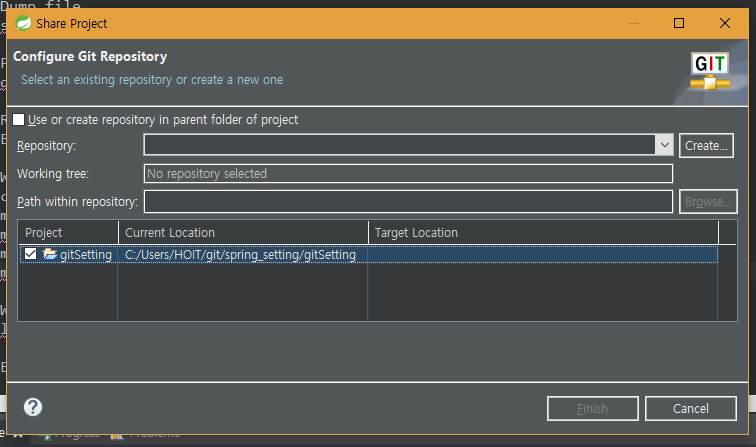 Dump file
Share Project
Configure Git Repository
Select an existing repository or create a new one
GIT
Use or create repository in parent folder of project
Repository:
Create...
Working tree:
No repository selected
Path within repository:
Browse...
Project Current Location Target Location
gitSetting C:/Users/HOIT/git/spring_setting/gitSetting
?
Finish Cancel
Progress Problems